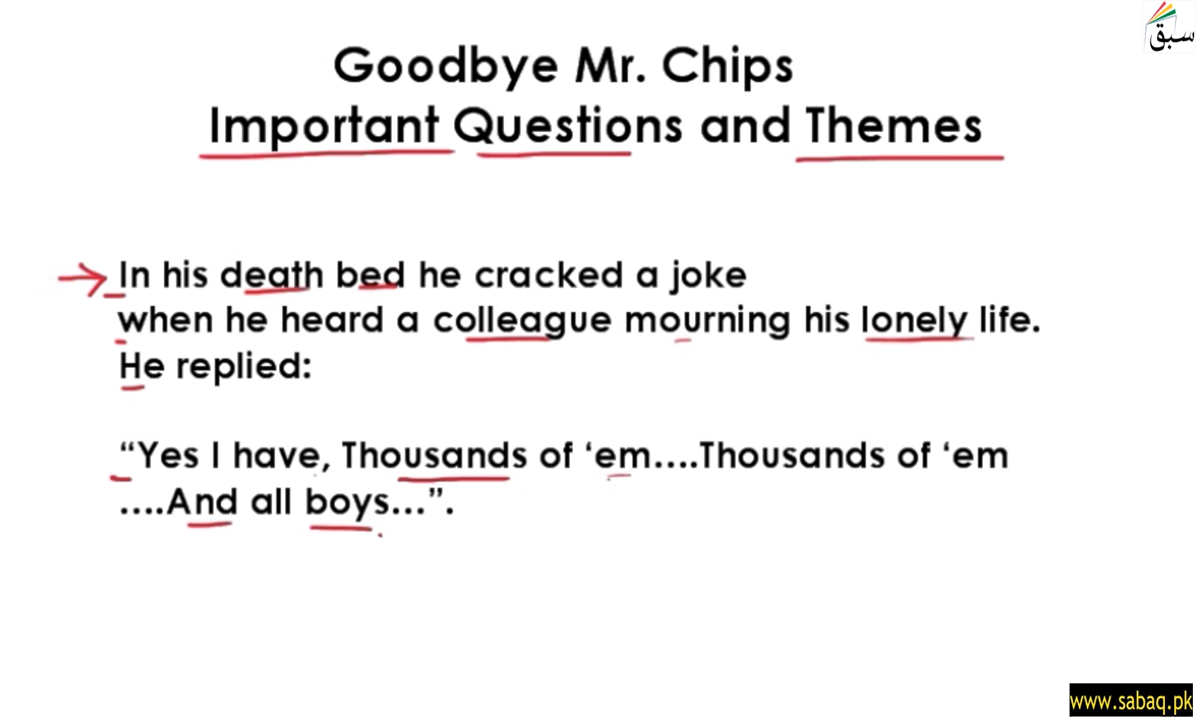 سبق
Goodbye Mr. Chips
Important Questions and Themes
In his death bed he cracked a joke
when he heard a colleague mourning his lonely life.
He replied:
“Yes I have, Thousands of ‘em....Thousands of ‘em
....And all boys...”.
www.sabaq.pk